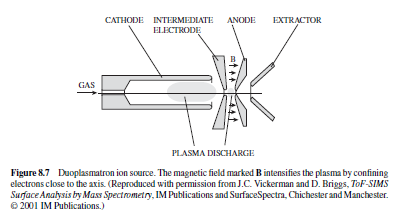 CATHODE INTERMEDIATE ANODE EXTRACTOR
ELECTRODE
B
GAS
PLASMA DISCHARGE
Figure 8.7 Duoplasmatron ion source. The magnetic field marked B intensifies the plasma by confining
electrons close to the axis. (Reproduced with permission from J.C. Vickerman and D. Briggs, ToF-SIMS
Surface Analysis by Mass Spectrometry, IM Publications and SurfaceSpectra, Chichester and Manchester.
© 2001 IM Publications.)